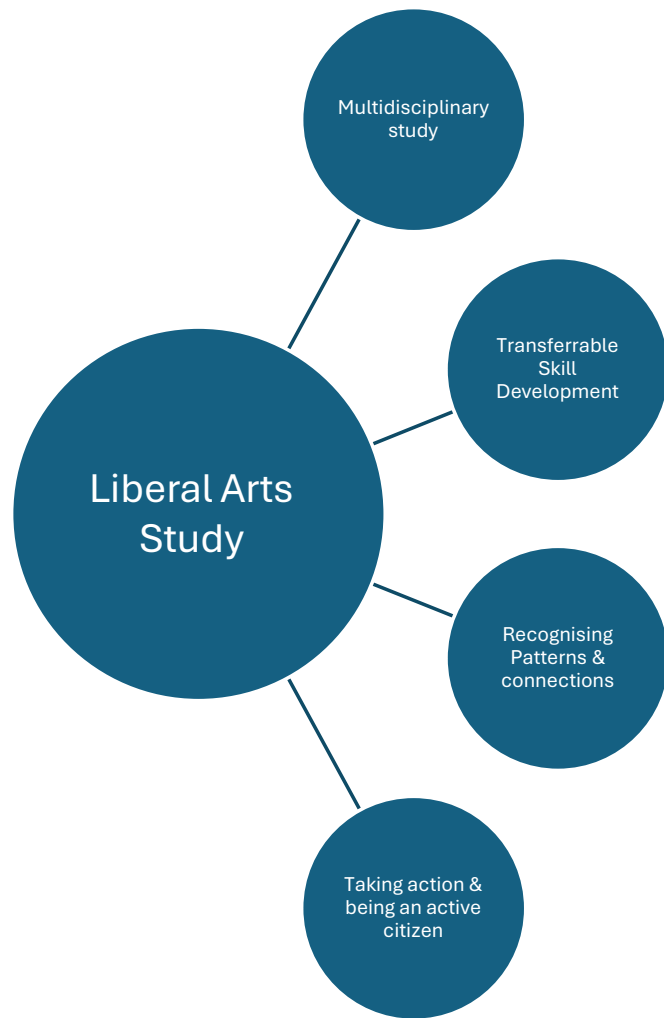 Multidisciplinary
study
Transferrable
Skill
Development
Liberal Arts
Study
Recognising
Patterns &
connections
Taking action &
being an active
citizen